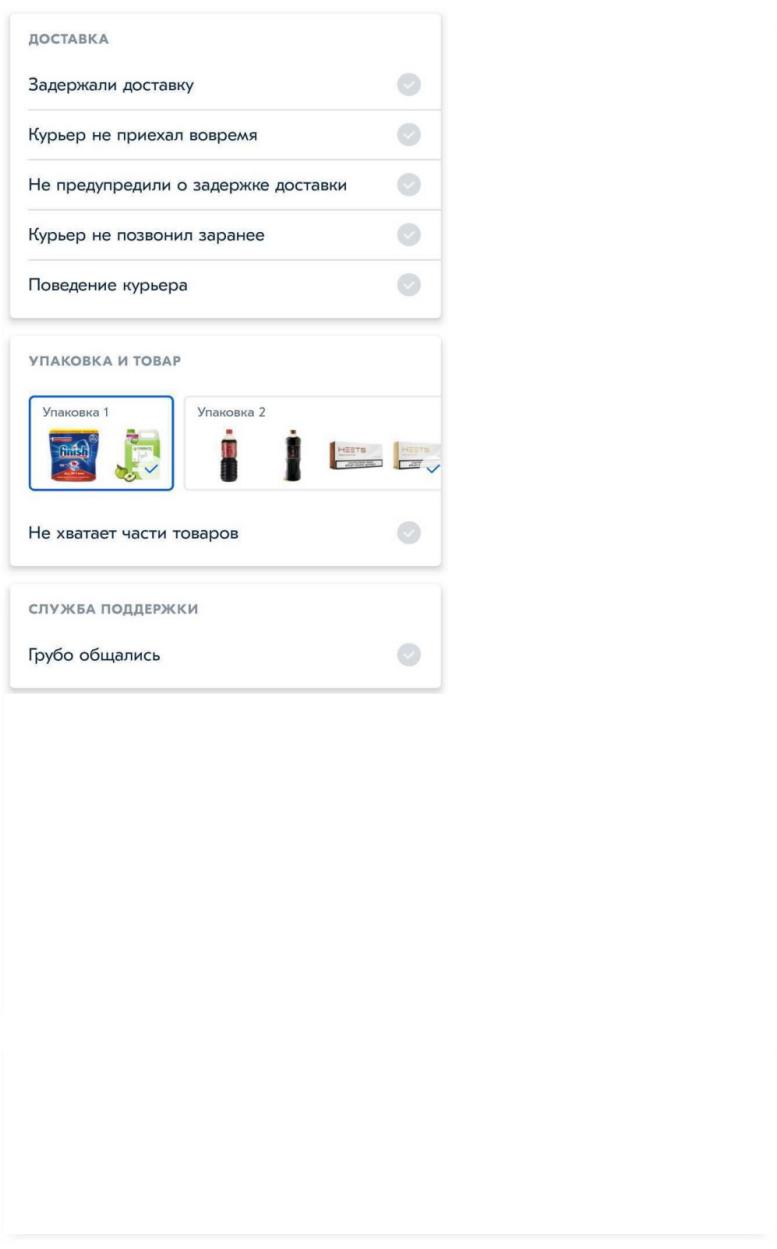 ДОСТАВКА
Задержали доставку
Курьер не приехал вовремя
Не предупредили о задержке доставки
Курьер не позвонил заранее
Поведение курьера
УПАКОВКА И ТОВАР
Упаковка 1
Упаковка 2
finish
HEETS
HEETS
Не хватает части товаров
СЛУЖБА ПОДДЕРЖКИ
Грубо общались